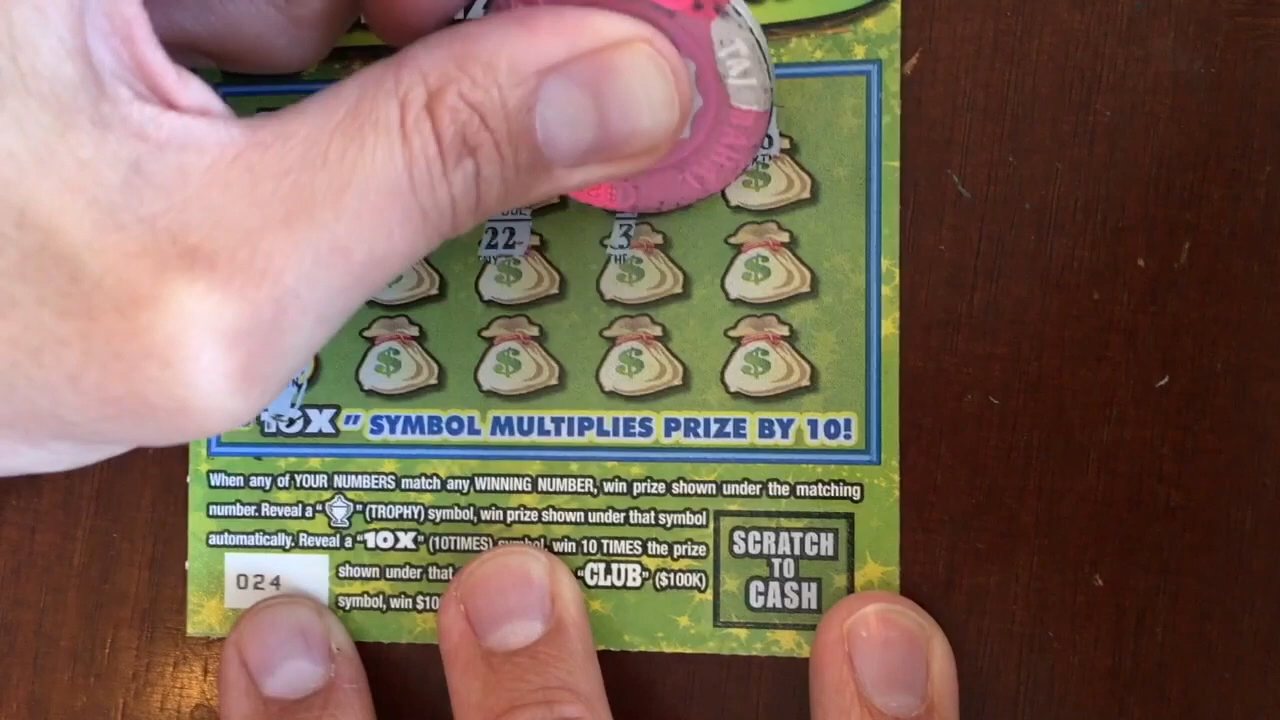 22
3
THE
"10X" SYMBOL MULTIPLIES PRIZE BY 10!
When any of YOUR NUMBERS match any WINNING NUMBER, win prize shown under the matching
number. Reveal a " " (TROPHY) symbol, win prize shown under that symbol
automatically. Reveal a "10X" (10TIMES) symbol, win 10 TIMES the prize
shown under that "CLUB" ($100K)
symbol, win $10
024
SCRATCH
TO
CASH